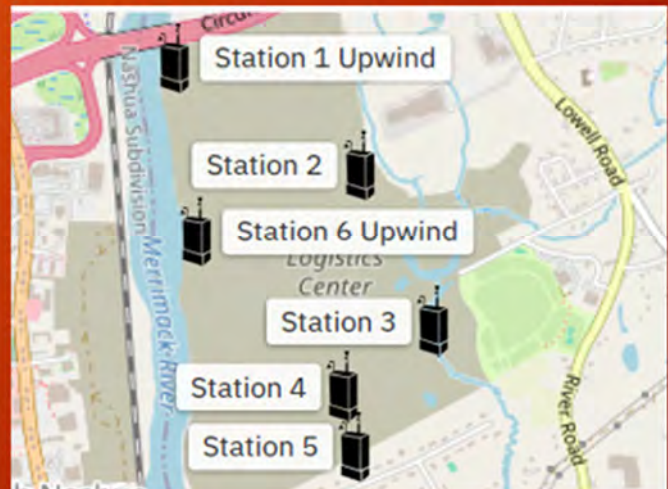 Circum
Station 1 Upwind
Nashua Subdivision
Lowell Road
Station 2
Station 6 Upwind
Merrimack River
Logistics
Center
Station 3
Station 4
River Road
Station 5